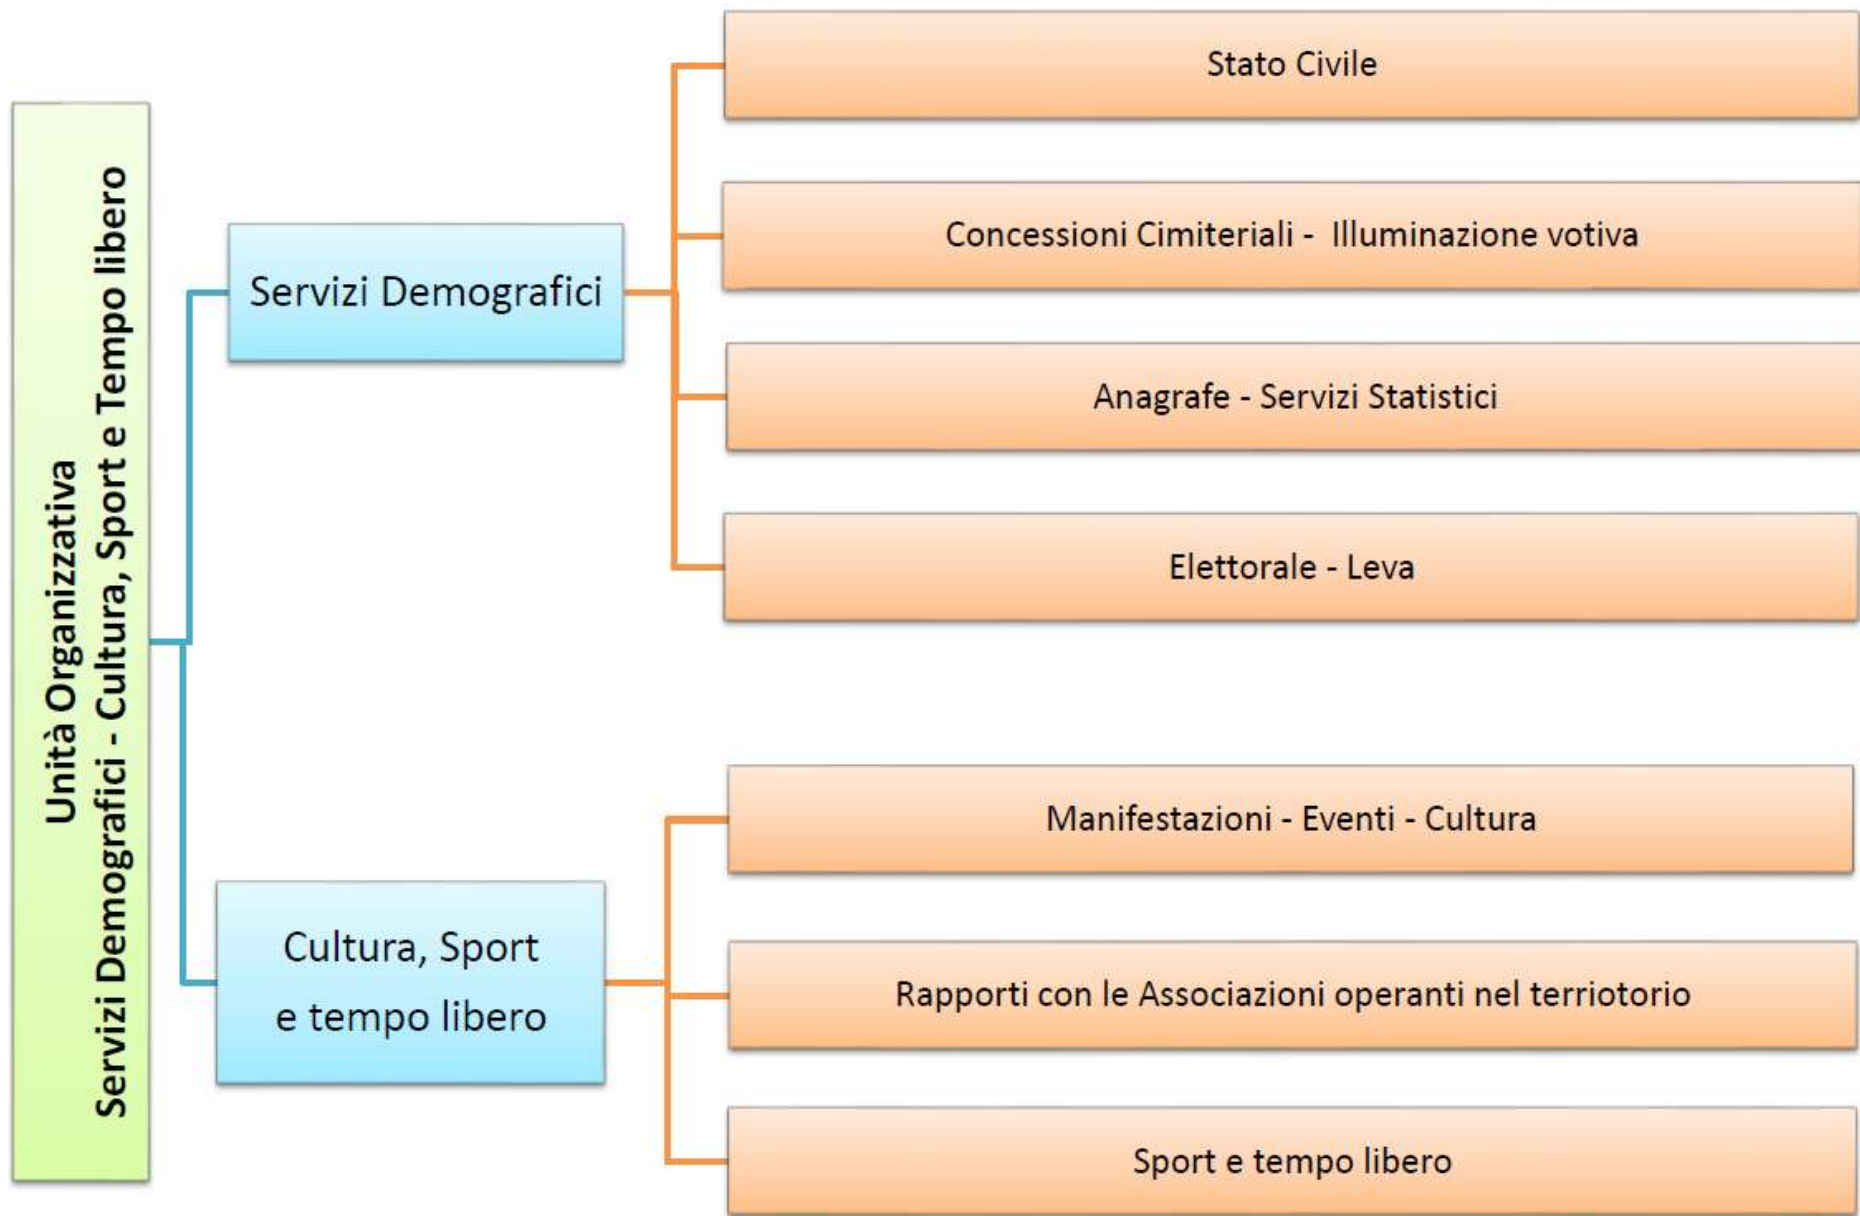 Unità Organizzativa
Servizi Demografici - Cultura, Sport e Tempo libero
Servizi Demografici
Stato Civile
Concessioni Cimiteriali - Illuminazione votiva
Anagrafe - Servizi Statistici
Elettorale - Leva
Cultura, Sport
e tempo libero
Manifestazioni - Eventi - Cultura
Rapporti con le Associazioni operanti nel terriotorio
Sport e tempo libero